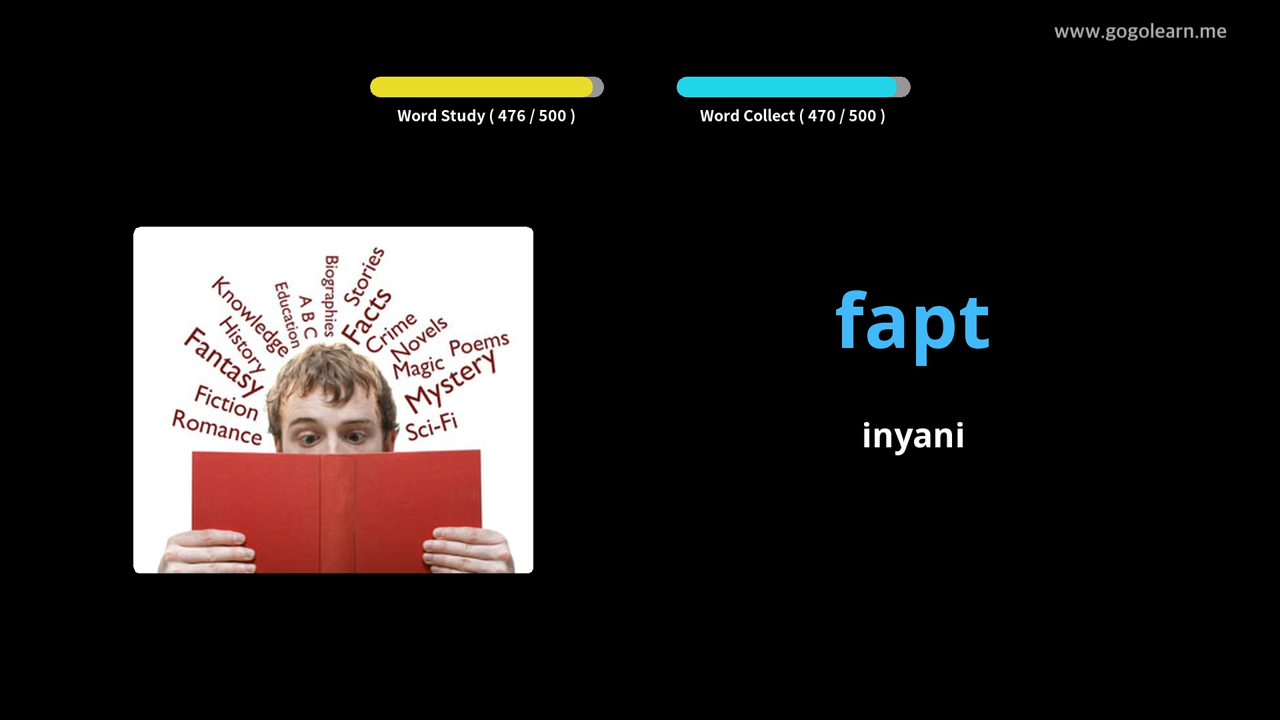 www.gogolearn.me
Word Study ( 476 / 500 )
Word Collect ( 470 / 500 )
Stories
Biographies
Facts
A B C
Education
Knowledge
Crime
History
Novels
Fantasy
Poems
Magic
Mystery
Fiction
Romance
Sci-Fi
fapt
inyani